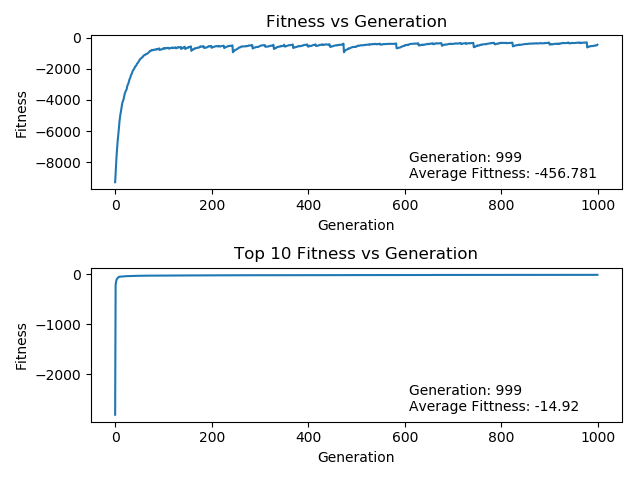 Fitness vs Generation
0
−2000
−4000
−6000
−8000
Fitness
Generation: 999
Average Fittness: -456.781
0
200
400
600
800
1000
Generation
Top 10 Fitness vs Generation
0
−1000
−2000
Fitness
Generation: 999
Average Fittness: -14.92
0
200
400
600
800
1000
Generation